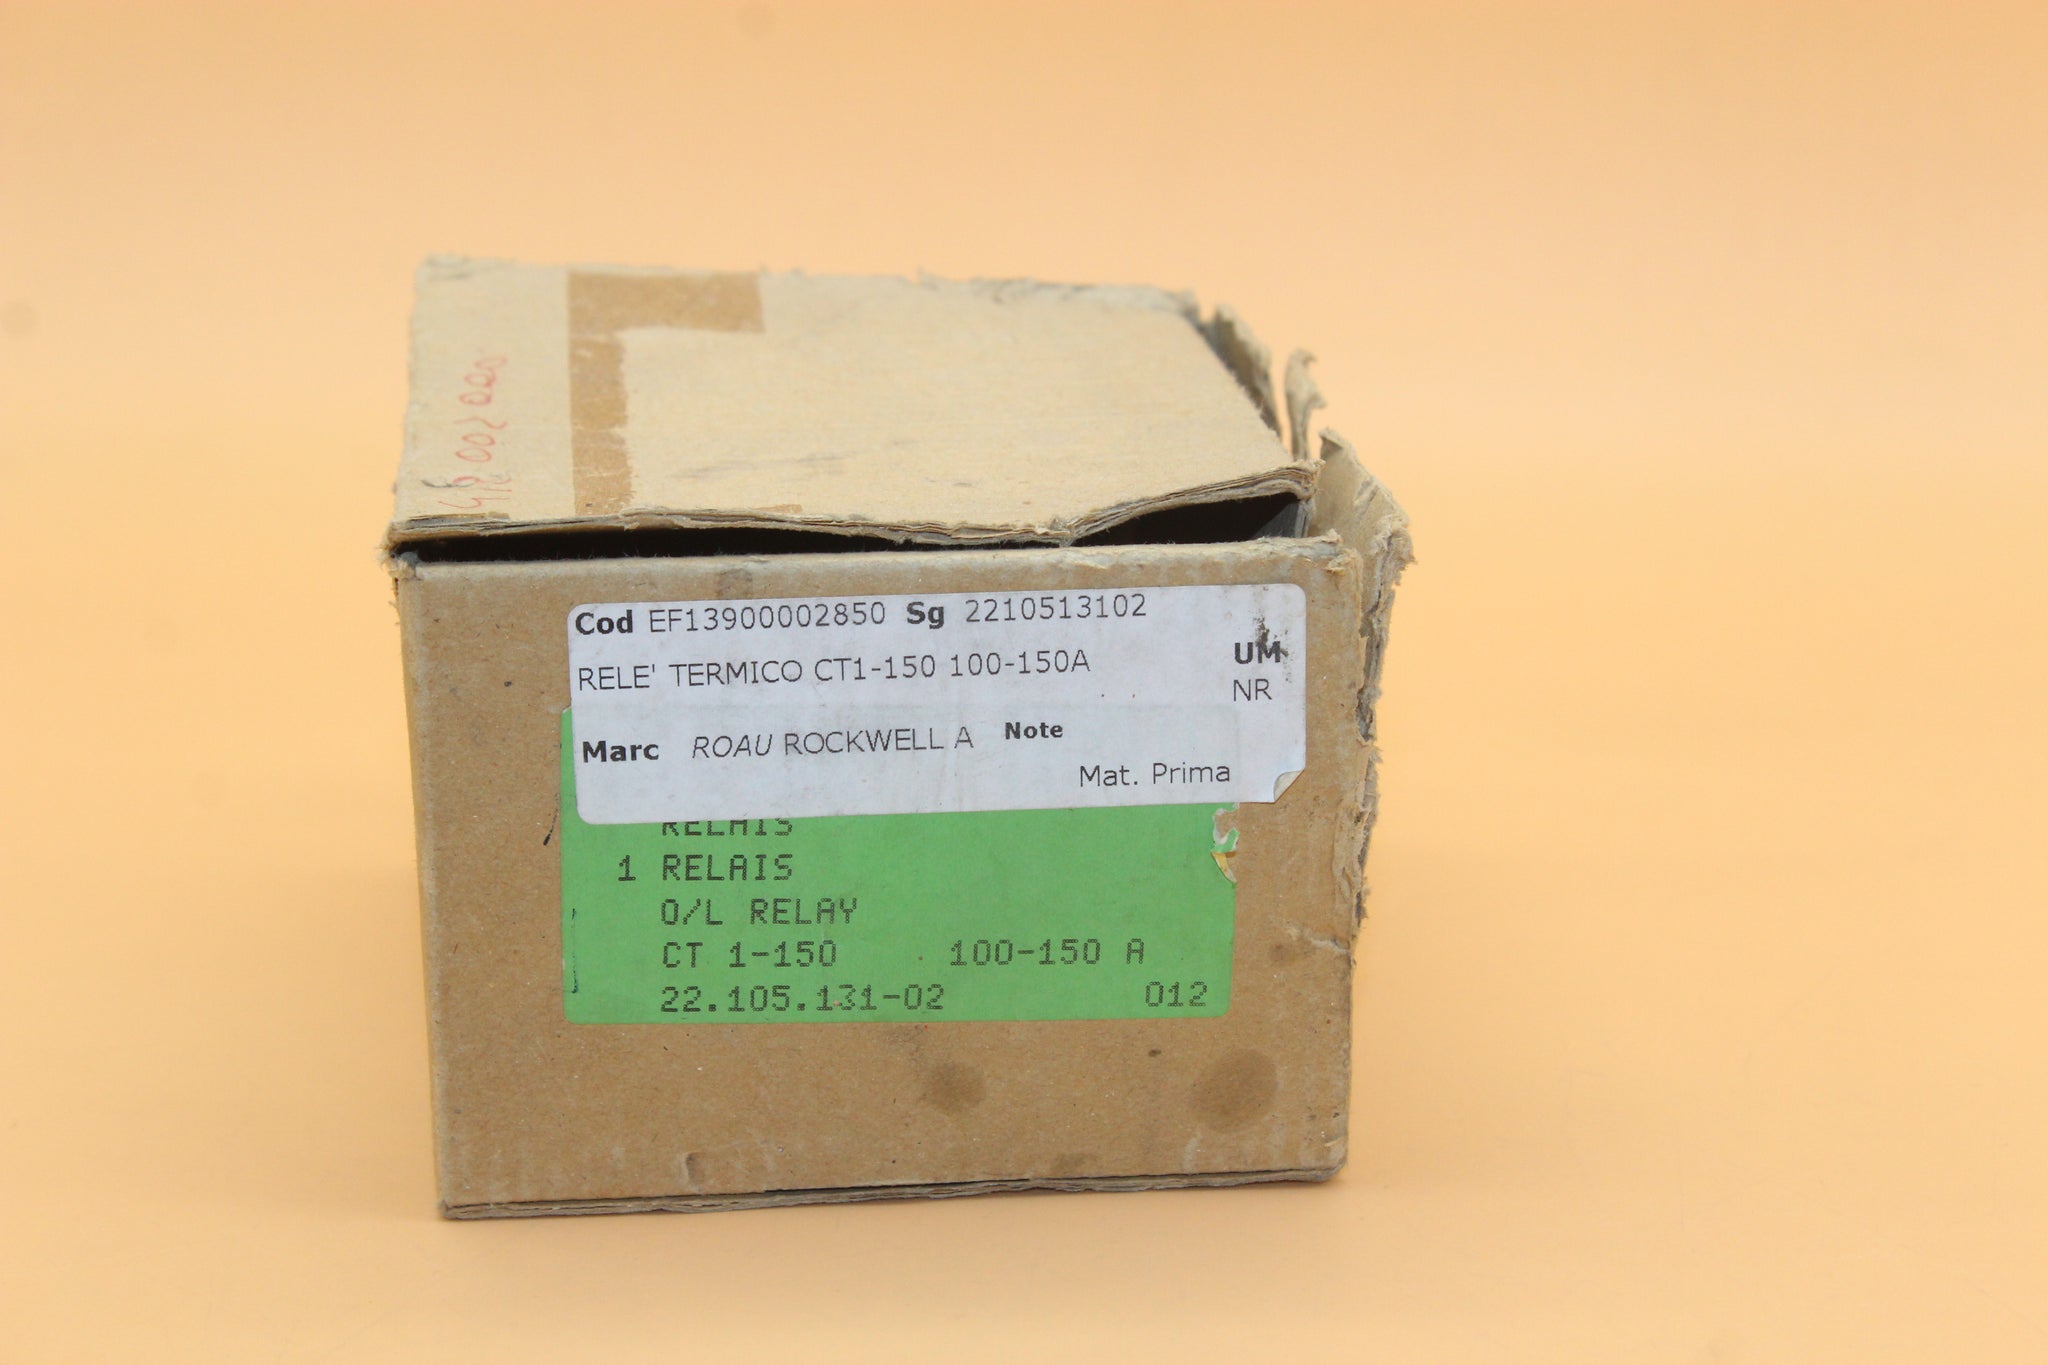 Cod EF13900002850 Sg 2210513102
RELE' TERMICO CT1-150 100-150A
UM
NR
Marc ROAU ROCKWELL A Note
Mat. Prima
RELAIS
1 RELAIS
O/L RELAY
CT 1-150 100-150 A
22.105.131-02 012